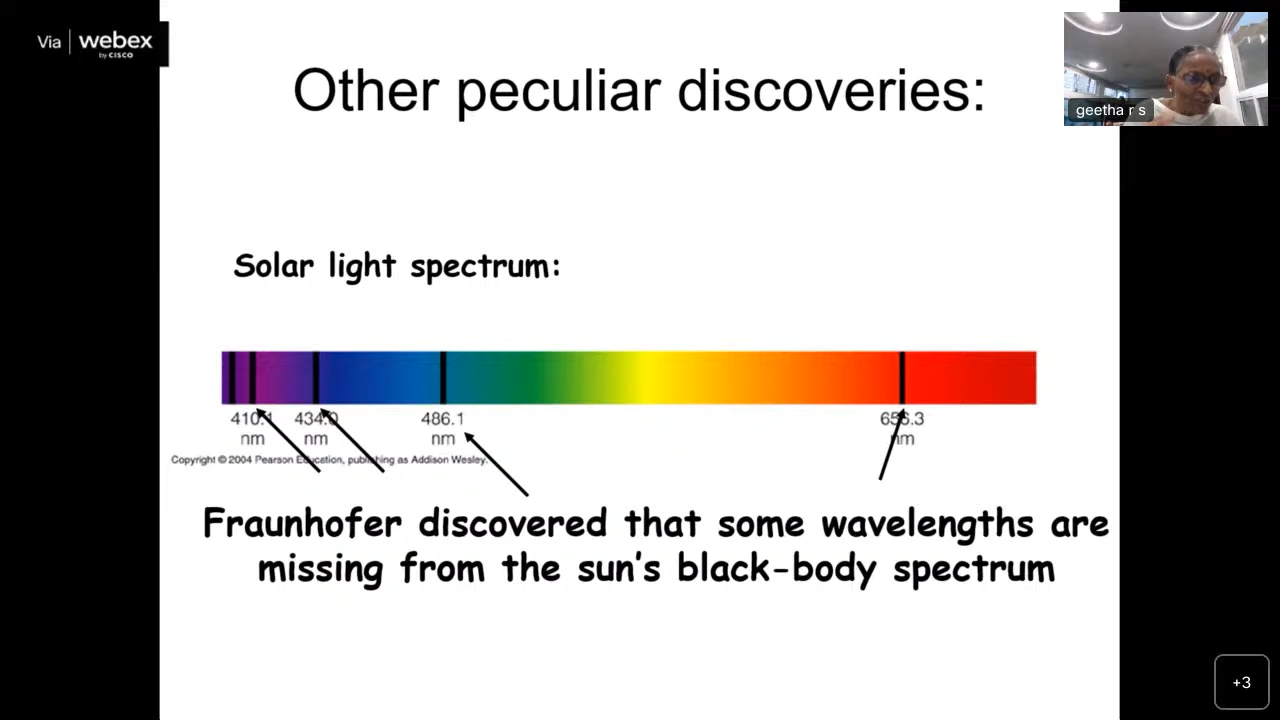 Via | webex
by CISCO
geetha r s
Other peculiar discoveries:
Solar light spectrum:
410.1 434.0 486.1 656.3
nm nm nm nm
Copyright © 2004 Pearson Education, publishing as Addison Wesley.
Fraunhofer discovered that some wavelengths are
missing from the sun's black-body spectrum
+3